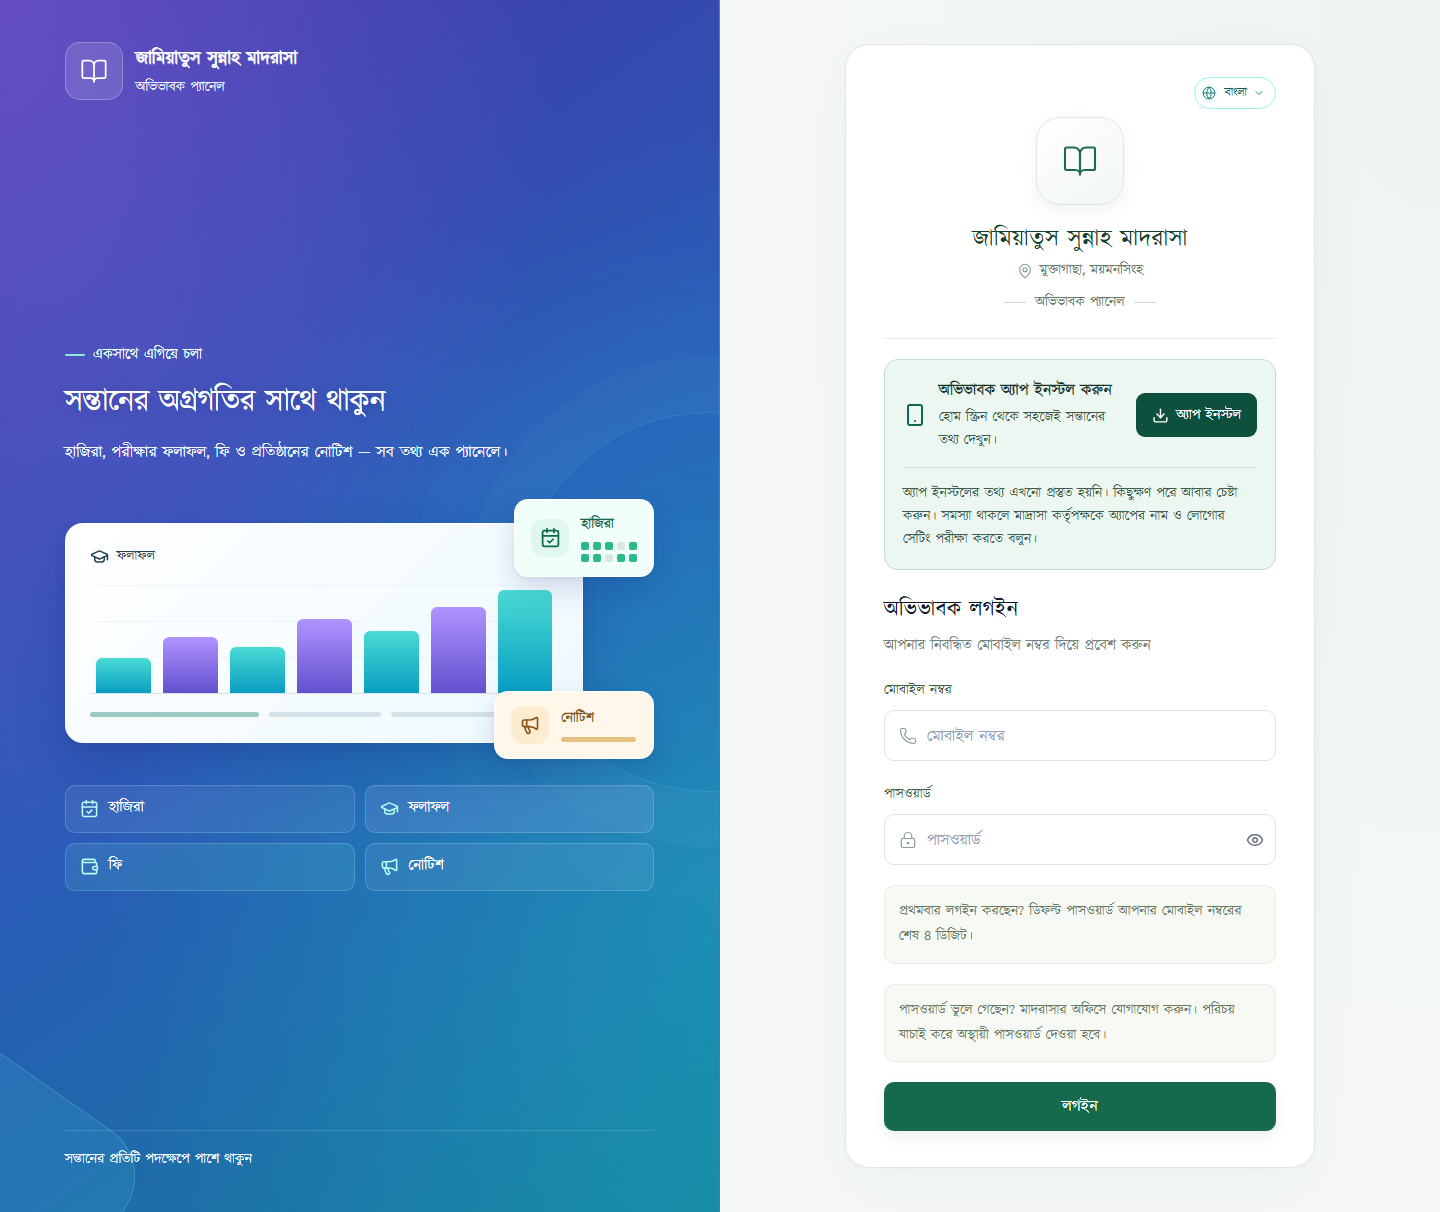 জামিয়াতুস সুন্নাহ মাদরাসা
অভিভাবক প্যানেল
একসাথে এগিয়ে চলা
সন্তানের অগ্রগতির সাথে থাকুন
হাজিরা, পরীক্ষার ফলাফল, ফি ও প্রতিষ্ঠানের নোটিশ — সব তথ্য এক প্যানেলে।
হাজিরা
ফলাফল
নোটিশ
হাজিরা
ফলাফল
ফি
নোটিশ
সন্তানের প্রতিটি পদক্ষেপে পাশে থাকুন
বাংলা
জামিয়াতুস সুন্নাহ মাদরাসা
মুক্তাগাছা, ময়মনসিংহ
অভিভাবক প্যানেল
অভিভাবক অ্যাপ ইনস্টল করুন
হোম স্ক্রিন থেকে সহজেই সন্তানের
তথ্য দেখুন।
অ্যাপ ইনস্টল
অ্যাপ ইনস্টলের তথ্য এখনো প্রস্তুত হয়নি। কিছুক্ষণ পরে আবার চেষ্টা
করুন। সমস্যা থাকলে মাদ্রাসা কর্তৃপক্ষকে অ্যাপের নাম ও লোগোর
সেটিং পরীক্ষা করতে বলুন।
অভিভাবক লগইন
আপনার নিবন্ধিত মোবাইল নম্বর দিয়ে প্রবেশ করুন
মোবাইল নম্বর
মোবাইল নম্বর
পাসওয়ার্ড
পাসওয়ার্ড
প্রথমবার লগইন করছেন? ডিফল্ট পাসওয়ার্ড আপনার মোবাইল নম্বরের
শেষ 4 ডিজিট।
পাসওয়ার্ড ভুলে গেছেন? মাদরাসার অফিসে যোগাযোগ করুন। পরিচয়
যাচাই করে অস্থায়ী পাসওয়ার্ড দেওয়া হবে।
লগইন